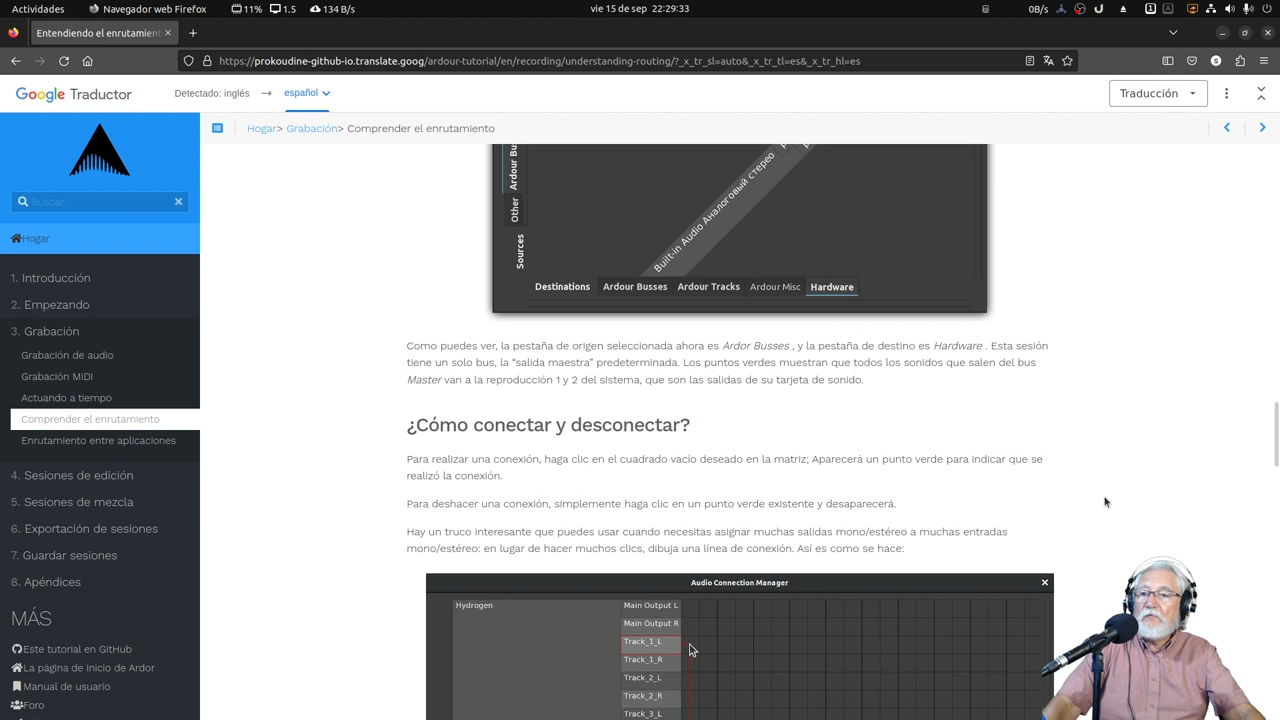 Actividades
Navegador web Firefox
11%
1.5
134 B/s
vie 15 de sep 22:29:33
0B/s
1
A
Entendiendo el enrutamient
https://prokoudine-github-io.translate.goog/ardour-tutorial/en/recording/understanding-routing/?_x_tr_sl=auto&_x_tr_tl=es&_x_tr_hl=es
Google Traductor
Detectado: inglés
español
Traducción
Hogar> Grabación> Comprender el enrutamiento
Buscar...
Hogar
1. Introducción
2. Empezando
3. Grabación
Grabación de audio
Grabación MIDI
Actuando a tiempo
Comprender el enrutamiento
Enrutamiento entre aplicaciones
4. Sesiones de edición
5. Sesiones de mezcla
6. Exportación de sesiones
7. Guardar sesiones
8. Apéndices
MÁS
Este tutorial en GitHub
La página de inicio de Ardor
Manual de usuario
Foro
Ardour Bus
Other
Sources
Built-in Audio Аналоговый стерео
Destinations Ardour Busses Ardour Tracks Ardour Misc Hardware
Como puedes ver, la pestaña de origen seleccionada ahora es Ardor Busses , y la pestaña de destino es Hardware . Esta sesión
tiene un solo bus, la “salida maestra” predeterminada. Los puntos verdes muestran que todos los sonidos que salen del bus
Master van a la reproducción 1 y 2 del sistema, que son las salidas de su tarjeta de sonido.
¿Cómo conectar y desconectar?
Para realizar una conexión, haga clic en el cuadrado vacío deseado en la matriz; Aparecerá un punto verde para indicar que se
realizó la conexión.
Para deshacer una conexión, simplemente haga clic en un punto verde existente y desaparecerá.
Hay un truco interesante que puedes usar cuando necesitas asignar muchas salidas mono/estéreo a muchas entradas
mono/estéreo: en lugar de hacer muchos clics, dibuja una línea de conexión. Así es como se hace:
Audio Connection Manager
Hydrogen
Main Output L
Main Output R
Track_1_L
Track_1_R
Track_2_L
Track_2_R
Track_3_L